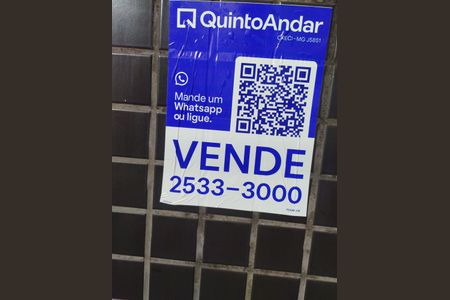 QuintoAndar
CRECI-MG J5851
Mande um
Whatsapp
ou ligue.
VENDE
2533-3000